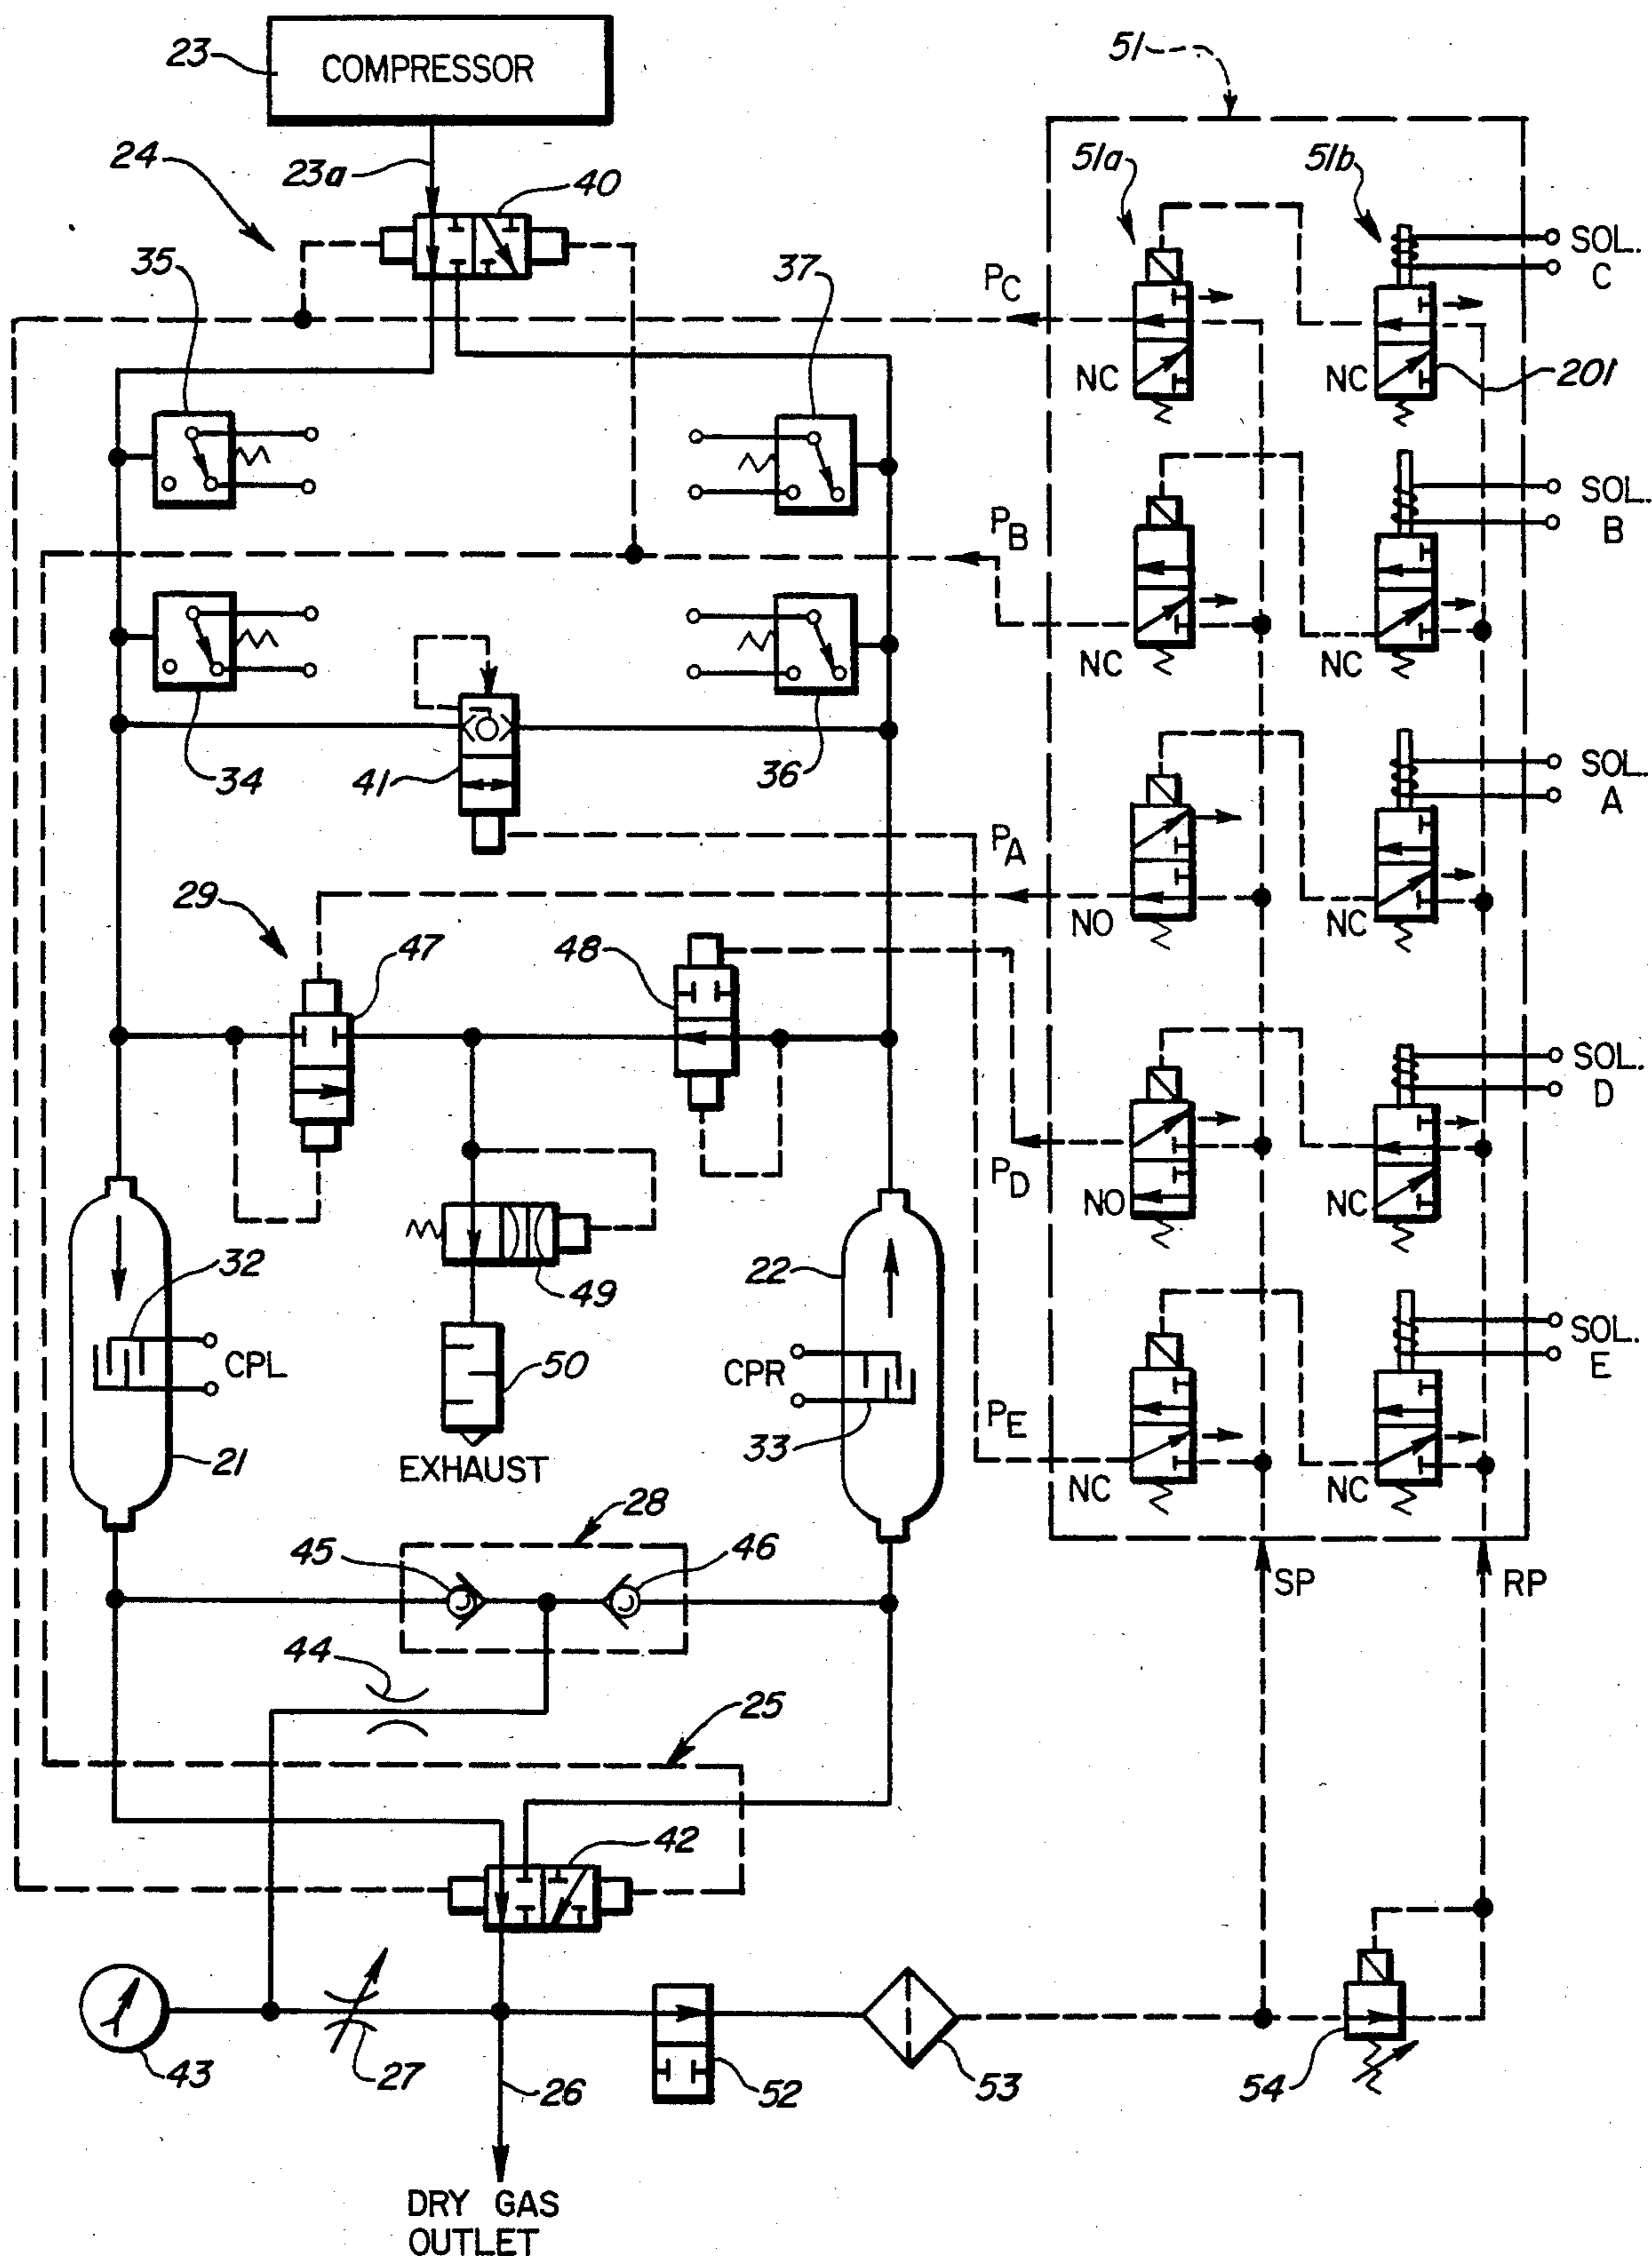 23
COMPRESSOR
51
24
23a
40
51a
51b
SOL.
C
35
37
PC
NC
NC
201
PB
SOL.
B
NC
NC
34
41
36
SOL.
A
PA
29
47
48
NO
NC
SOL.
D
PD
NO
NC
32
49
22
CPL
50
CPR
SOL.
E
21
33
PE
EXHAUST
NC
NC
28
45
46
SP
RP
44
25
42
43
27
26
52
53
54
DRY GAS
OUTLET